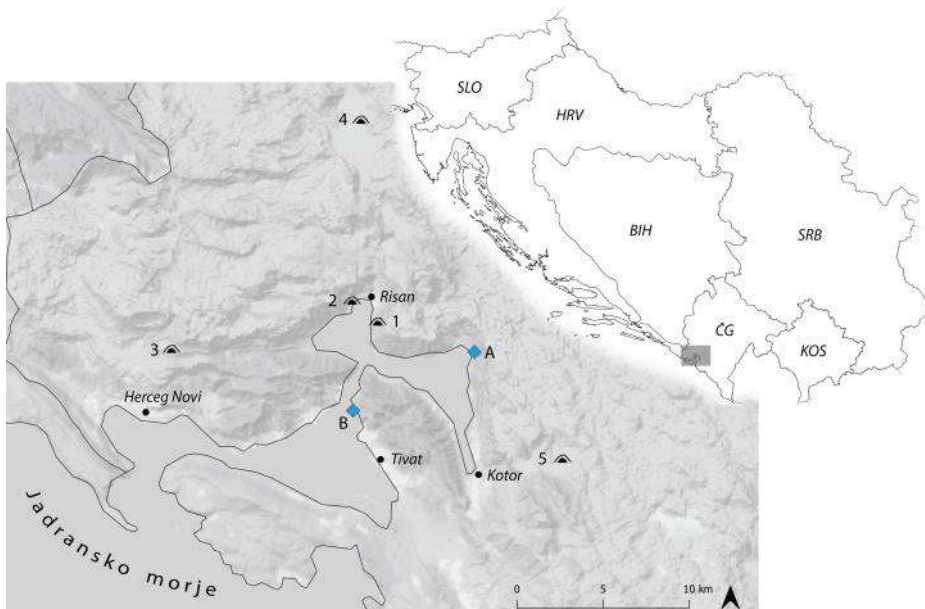 SLO
HRV
BIH
SRB
ČG
KOS
4
2
Risan
1
3
A
Herceg Novi
B
Tivat
5
Kotor
Jadransko morje
0 5 10 km